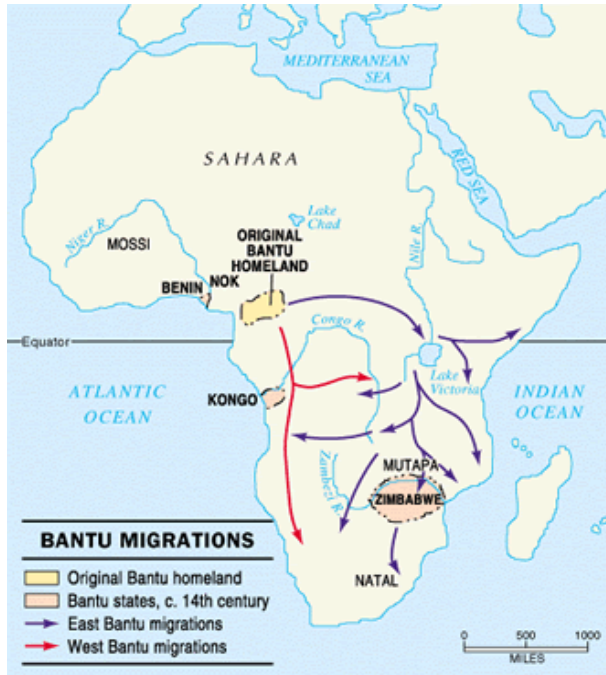 MEDITERRANEAN
SEA
SAHARA
RED SEA
Lake
Chad
Nile R.
Niger R.
MOSSI
ORIGINAL
BANTU
HOMELAND
NOK
BENIN
Congo R.
Equator
Lake
Victoria
ATLANTIC
OCEAN
KONGO
INDIAN
OCEAN
MUTAPA
Zambezi R.
ZIMBABWE
NATAL
BANTU MIGRATIONS
Original Bantu homeland
Bantu states, c. 14th century
East Bantu migrations
West Bantu migrations
0 500 1000
MILES